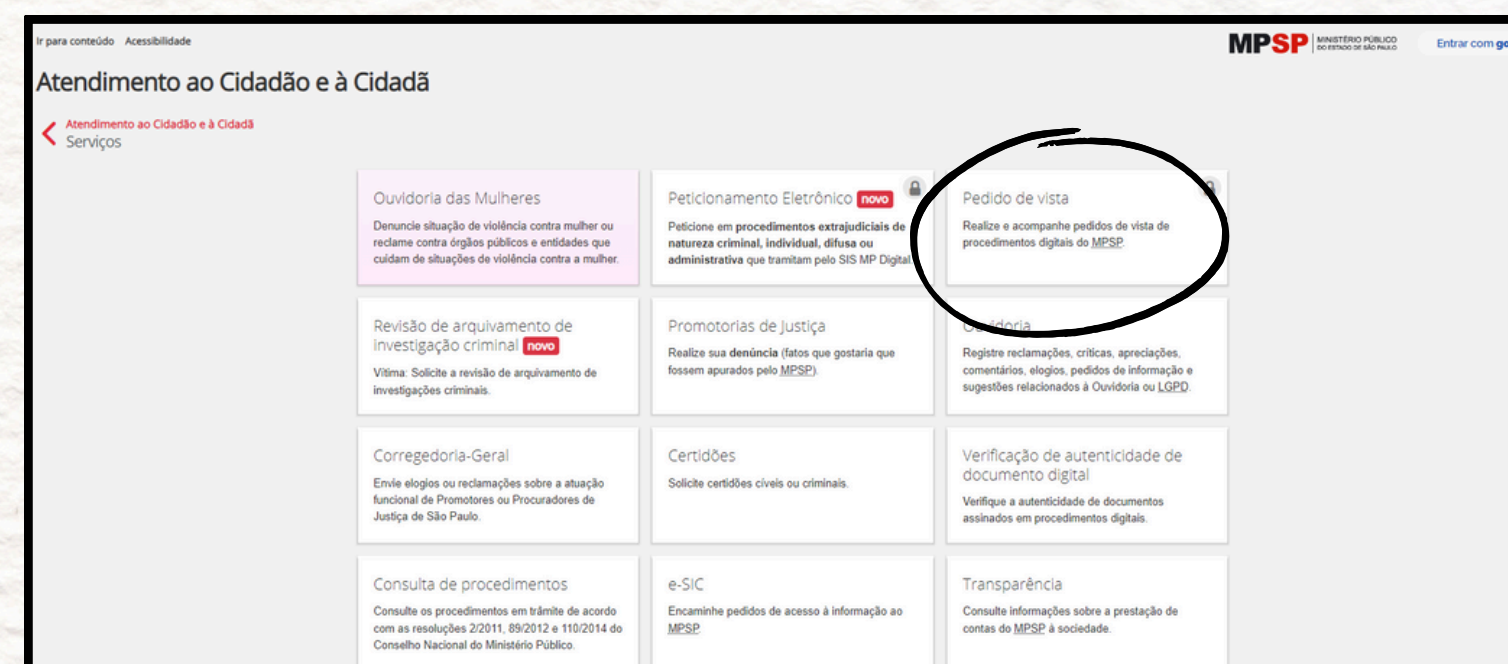 Ir para conteúdo Acessibilidade
MPSP MINISTÉRIO PÚBLICO
DO ESTADO DE SÃO PAULO
Entrar com
Atendimento ao Cidadão e à Cidadã
Atendimento ao Cidadão e à Cidadã
Serviços
Ouvidoria das Mulheres
Denuncie situação de violência contra mulher ou
reclame contra órgãos públicos e entidades que
cuidam de situações de violência contra a mulher.
Peticionamento Eletrônico novo
Peticione em procedimentos extrajudiciais de
natureza criminal, individual, difusa ou
administrativa que tramitam pelo SIS MP Digital.
Pedido de vista
Realize e acompanhe pedidos de vista de
procedimentos digitais do MPSP.
Revisão de arquivamento de
investigação criminal novo
Vítima: Solicite a revisão de arquivamento de
investigações criminais.
Promotorias de Justiça
Realize sua denúncia (fatos que gostaria que
fossem apurados pelo MPSP).
Ouvidoria
Registre reclamações, críticas, apreciações,
comentários, elogios, pedidos de informação e
sugestões relacionados à Ouvidoria ou LGPD.
Corregedoria-Geral
Envie elogios ou reclamações sobre a atuação
funcional de Promotores ou Procuradores de
Justiça de São Paulo.
Certidões
Solicite certidões cíveis ou criminais.
Verificação de autenticidade de
documento digital
Verifique a autenticidade de documentos
assinados em procedimentos digitais.
Consulta de procedimentos
Consulte os procedimentos em trâmite de acordo
com as resoluções 2/2011, 89/2012 e 110/2014 do
Conselho Nacional do Ministério Público.
e-SIC
Encaminhe pedidos de acesso à informação ao
MPSP.
Transparência
Consulte informações sobre a prestação de
contas do MPSP à sociedade.